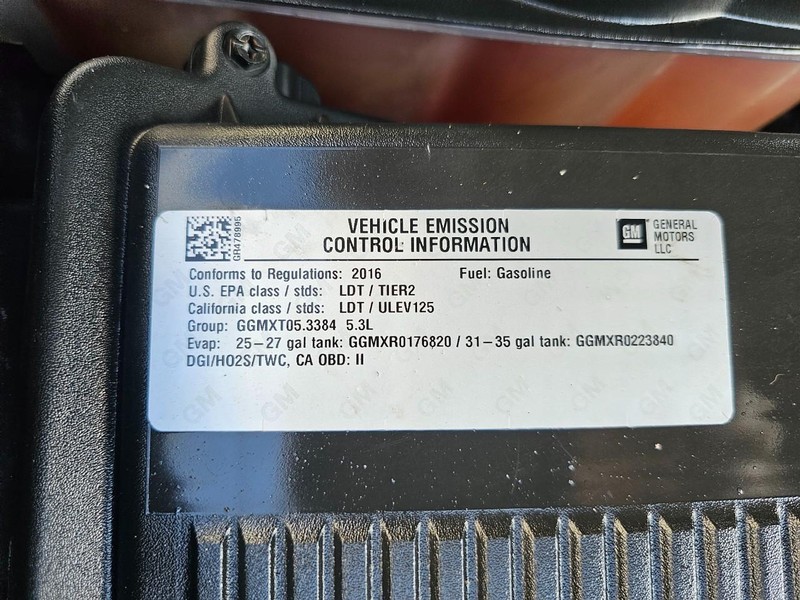 VEHICLE EMISSION
CONTROL INFORMATION
GR478995
GM
GENERAL
MOTORS
LLC
Conforms to Regulations: 2016 Fuel: Gasoline
U.S. EPA class / stds: LDT / TIER2
California class / stds: LDT / ULEV125
Group: GGMXT05.3384 5.3L
Evap: 25-27 gal tank: GGMXR0176820 / 31-35 gal tank: GGMXR0223840
DGI/HO2S/TWC, CA OBD: II